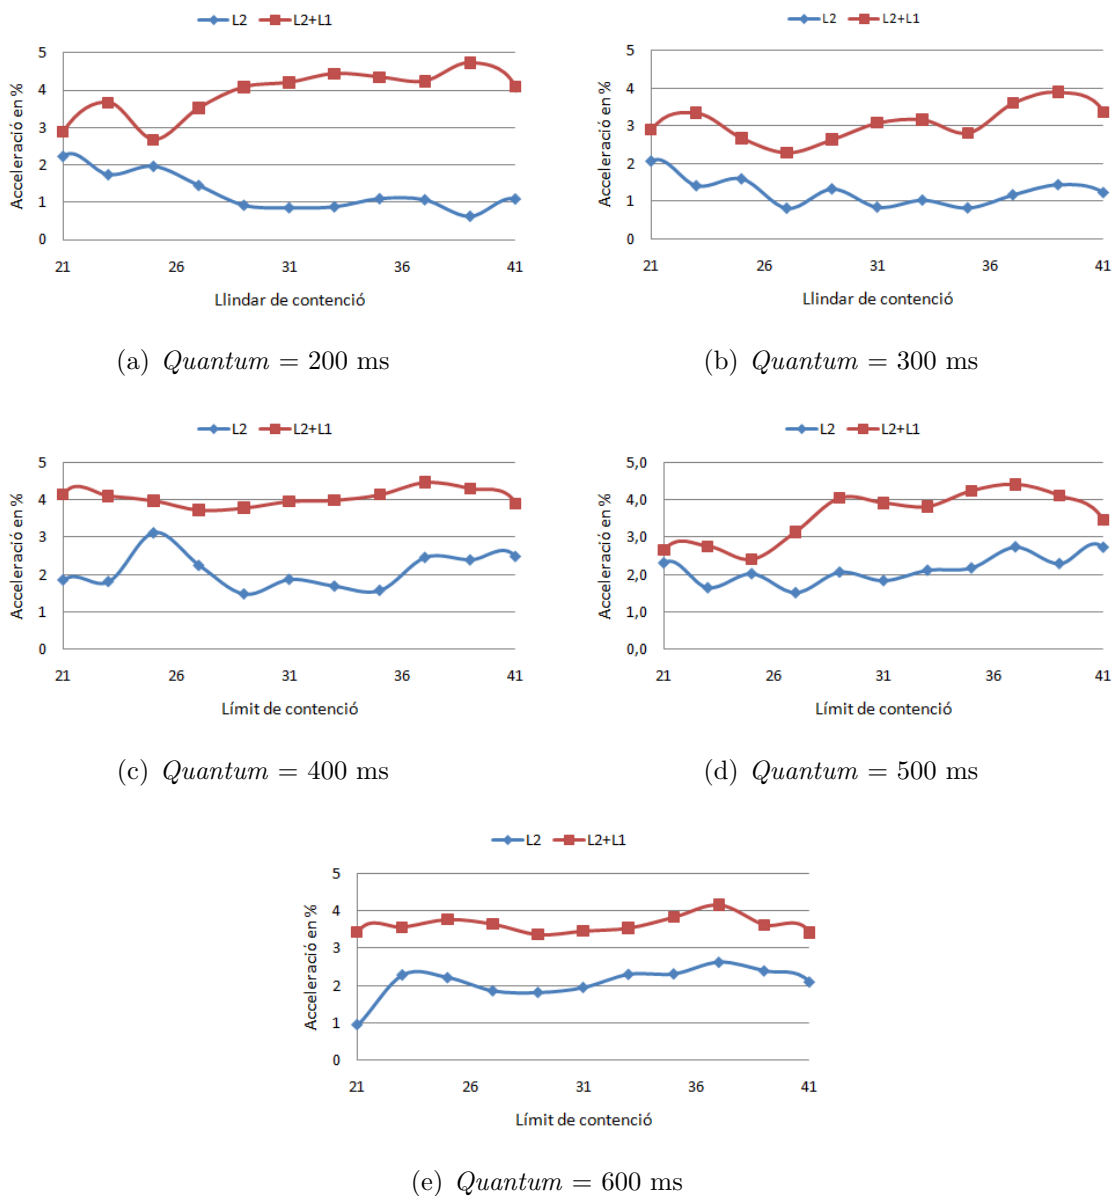 L2 L2+L1
5
4
3
2
1
0
Acceleració en %
21 26 31 36 41
Llindar de contenció
(a) Quantum = 200 ms
L2 L2+L1
5
4
3
2
1
0
Acceleració en %
21 26 31 36 41
Llindar de contenció
(b) Quantum = 300 ms
L2 L2+L1
5
4
3
2
1
0
Acceleració en %
21 26 31 36 41
Límit de contenció
(c) Quantum = 400 ms
L2 L2+L1
5,0
4,0
3,0
2,0
1,0
0,0
Acceleració en %
21 26 31 36 41
Límit de contenció
(d) Quantum = 500 ms
L2 L2+L1
5
4
3
2
1
0
Acceleració en %
21 26 31 36 41
Límit de contenció
(e) Quantum = 600 ms